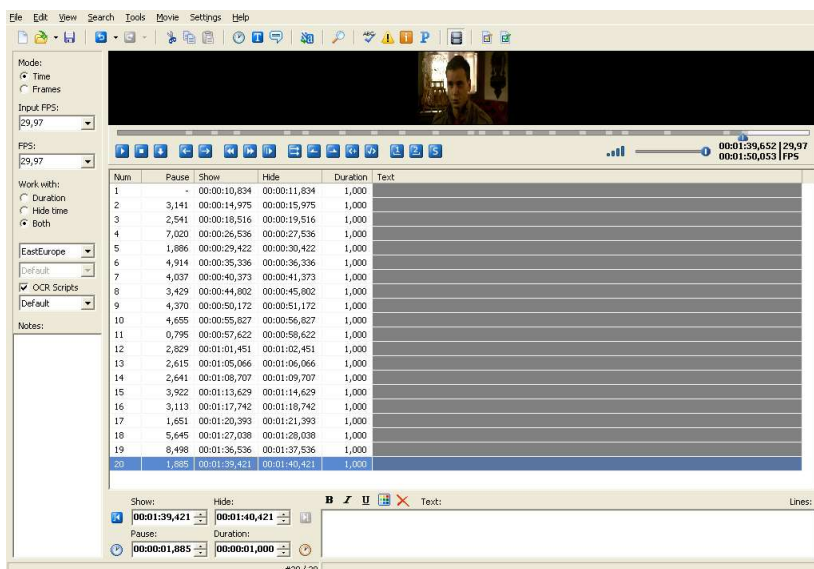 File Edit View Search Tools Movie Settings Help
Mode:
Time
Frames
Input FPS:
29,97
FPS:
29,97
Work with:
Duration
Hide time
Both
EastEurope
Default
OCR Scripts
Default
Notes:
00:01:39,652 29,97
00:01:50,053 FPS
Num Pause Show Hide Duration Text
1 - 00:00:10,834 00:00:11,834 1,000
2 3,141 00:00:14,975 00:00:15,975 1,000
3 2,541 00:00:18,516 00:00:19,516 1,000
4 7,020 00:00:26,536 00:00:27,536 1,000
5 1,886 00:00:29,422 00:00:30,422 1,000
6 4,914 00:00:35,336 00:00:36,336 1,000
7 4,037 00:00:40,373 00:00:41,373 1,000
8 3,429 00:00:44,802 00:00:45,802 1,000
9 4,370 00:00:50,172 00:00:51,172 1,000
10 4,655 00:00:55,827 00:00:56,827 1,000
11 0,795 00:00:57,622 00:00:58,622 1,000
12 2,829 00:01:01,451 00:01:02,451 1,000
13 2,615 00:01:05,066 00:01:06,066 1,000
14 2,641 00:01:08,707 00:01:09,707 1,000
15 3,922 00:01:13,629 00:01:14,629 1,000
16 3,113 00:01:17,742 00:01:18,742 1,000
17 1,651 00:01:20,393 00:01:21,393 1,000
18 5,645 00:01:27,038 00:01:28,038 1,000
19 8,498 00:01:36,536 00:01:37,536 1,000
20 1,885 00:01:39,421 00:01:40,421 1,000
Show: Hide: B I U Text: Lines:
00:01:39,421 00:01:40,421
Pause: Duration:
00:00:01,885 00:00:01,000